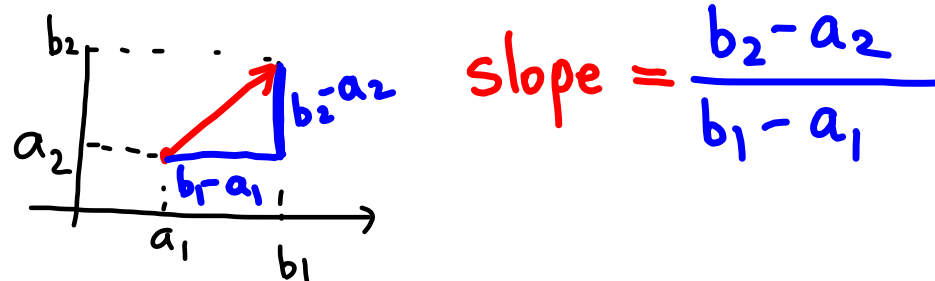 b₂
a₂
b₂-a₂
b₁-a₁
a₁
b₁
slope = b₂-a₂
b₁-a₁